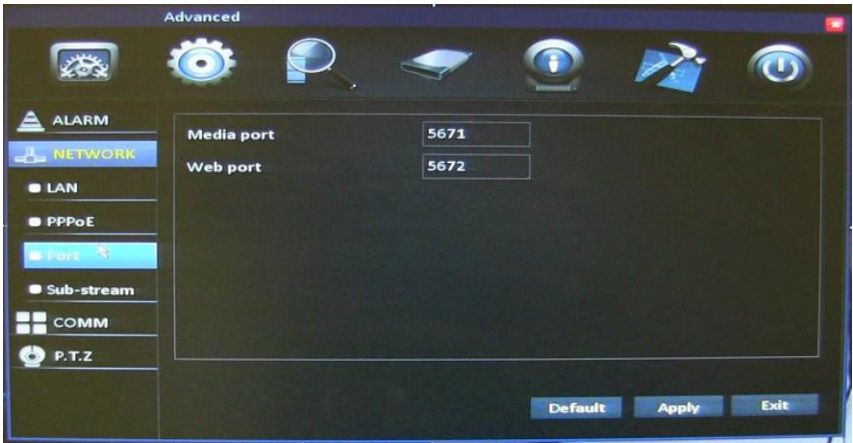 Advanced
ALARM
NETWORK
LAN
PPPoE
Port
Sub-stream
COMM
P.T.Z
Media port 5671
Web port 5672
Default Apply Exit